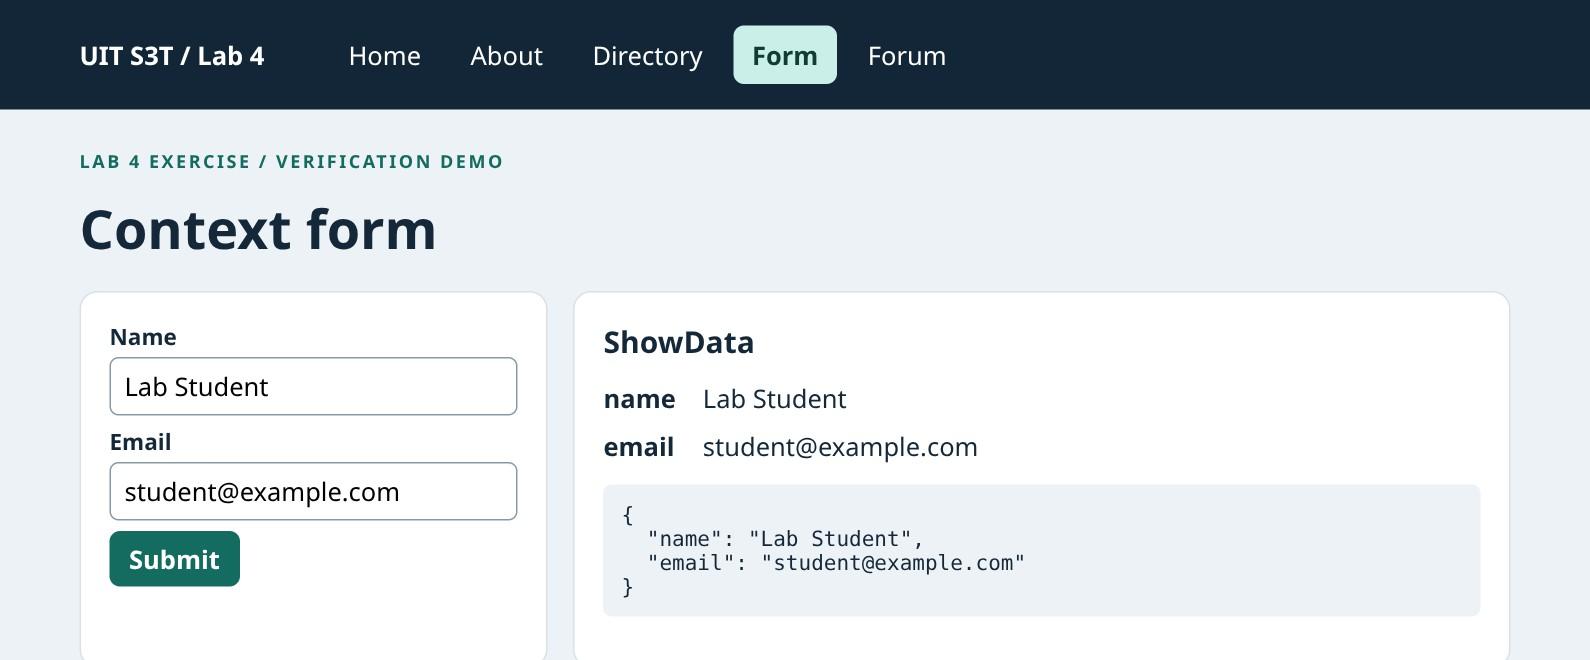 UIT S3T / Lab 4 Home About Directory Form Forum
LAB 4 EXERCISE / VERIFICATION DEMO
Context form
Name
Lab Student
Email
student@example.com
Submit
ShowData
name Lab Student
email student@example.com
{
  "name": "Lab Student",
  "email": "student@example.com"
}